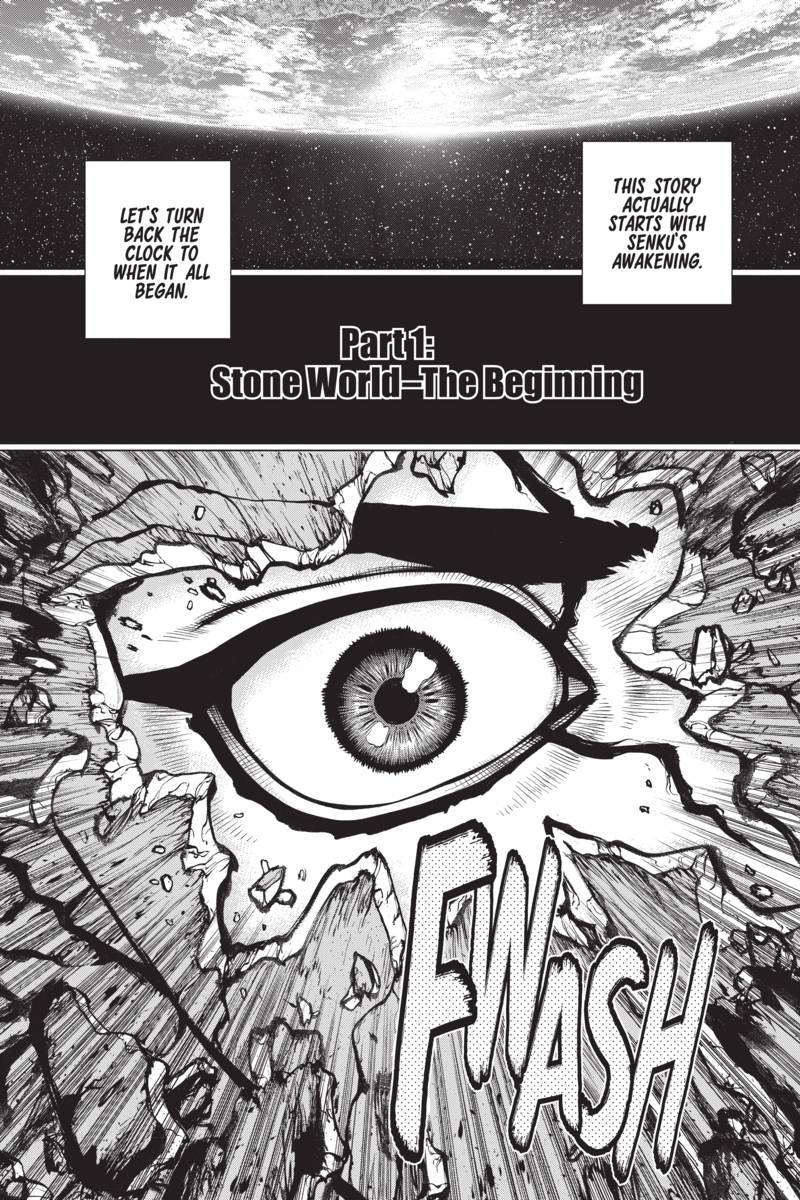 THIS STORY
ACTUALLY
STARTS WITH
SENKU'S
AWAKENING.
LET'S TURN
BACK THE
CLOCK TO
WHEN IT ALL
BEGAN.
Part 1:
Stone World–The Beginning
FWASH